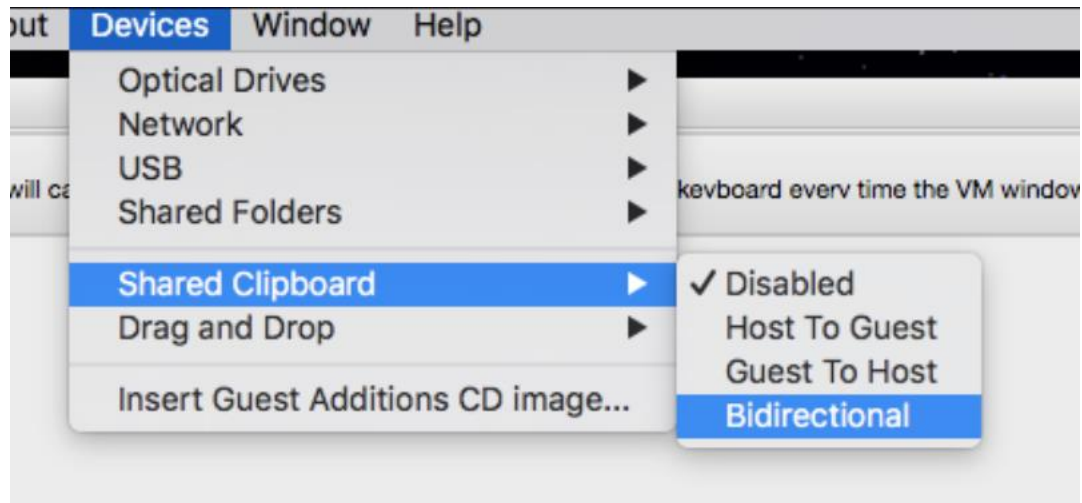 out Devices Window Help
Optical Drives
Network
USB
will ca
keyboard every time the VM window
Shared Folders
Shared Clipboard
Drag and Drop
Insert Guest Additions CD image...
✓ Disabled
Host To Guest
Guest To Host
Bidirectional